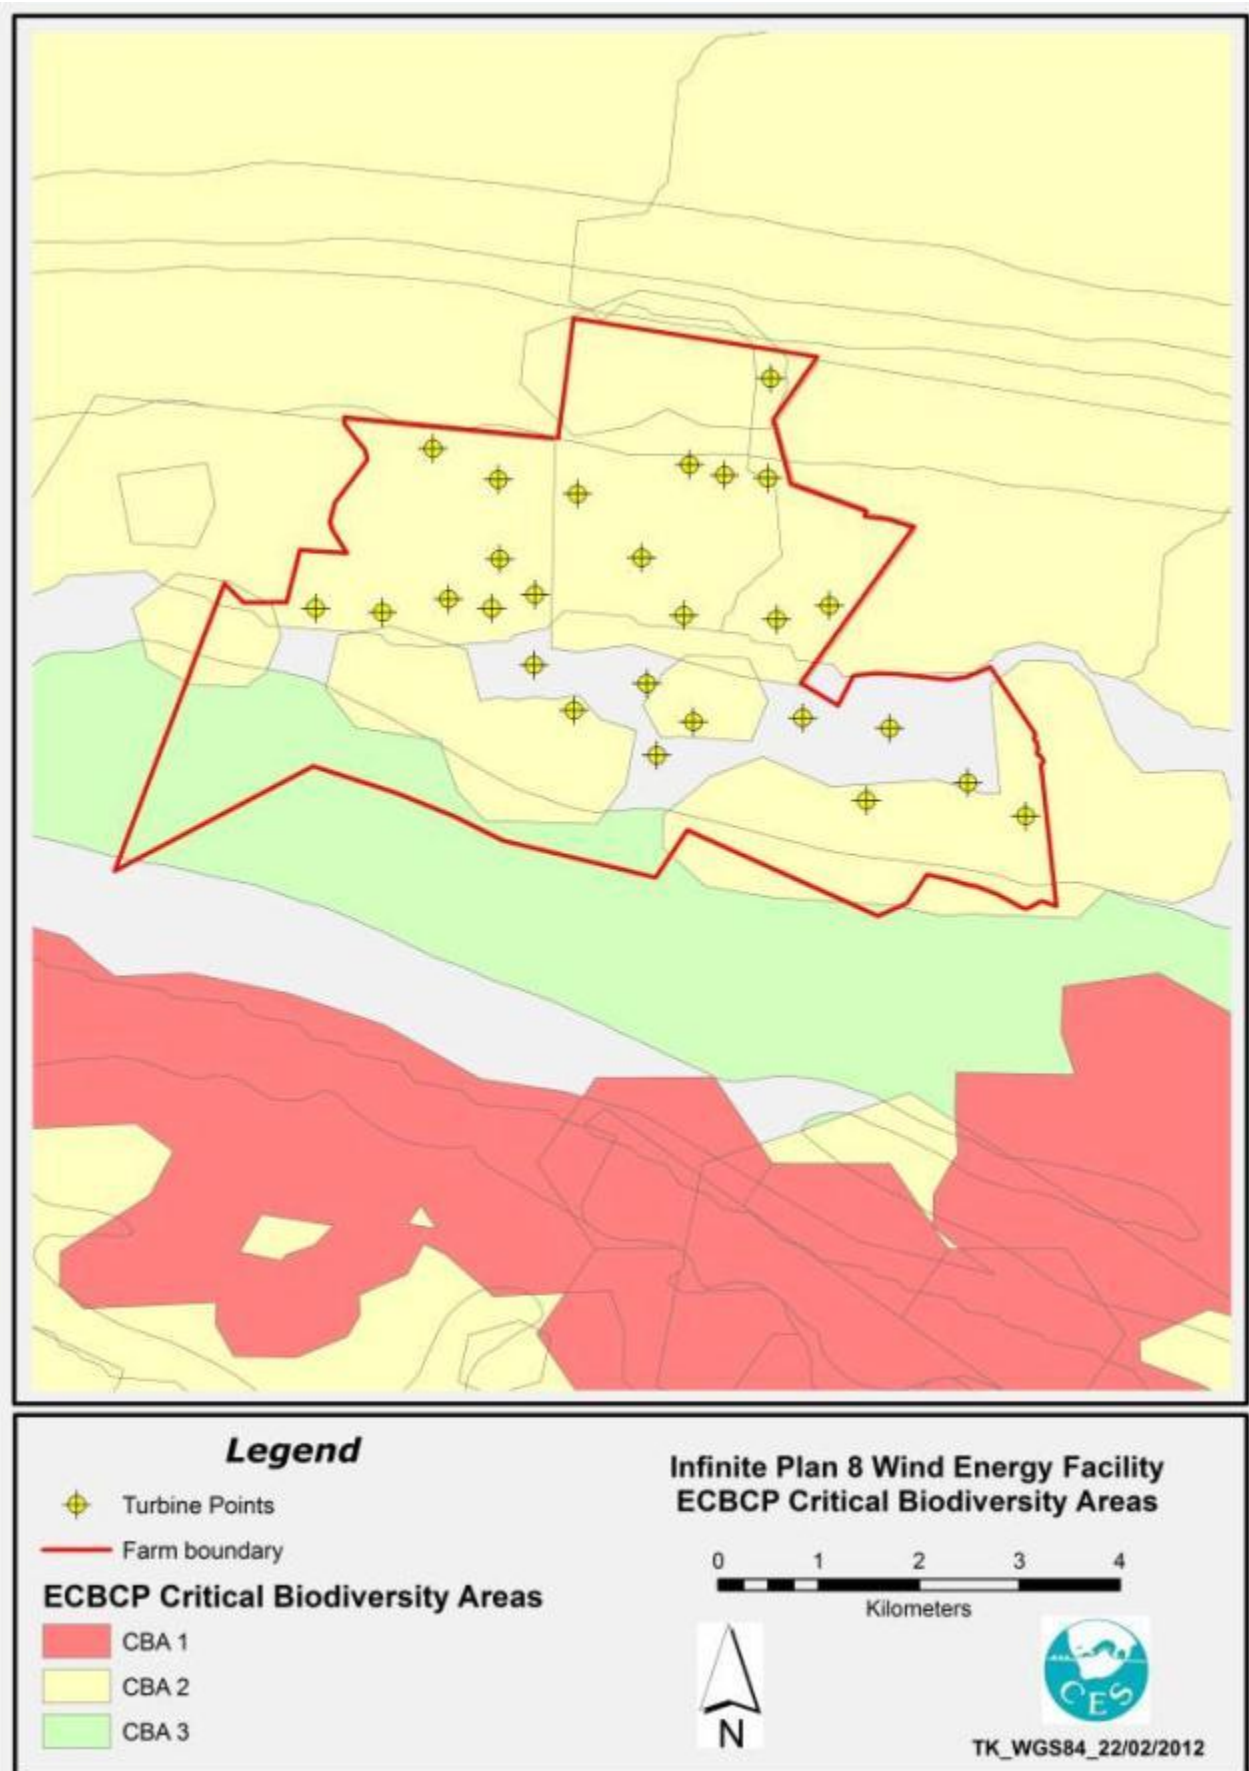 Legend
Turbine Points
Farm boundary
ECBCP Critical Biodiversity Areas
CBA 1
CBA 2
CBA 3
Infinite Plan 8 Wind Energy Facility
ECBCP Critical Biodiversity Areas
0 1 2 3 4
Kilometers
N
CES
TK_WGS84_22/02/2012